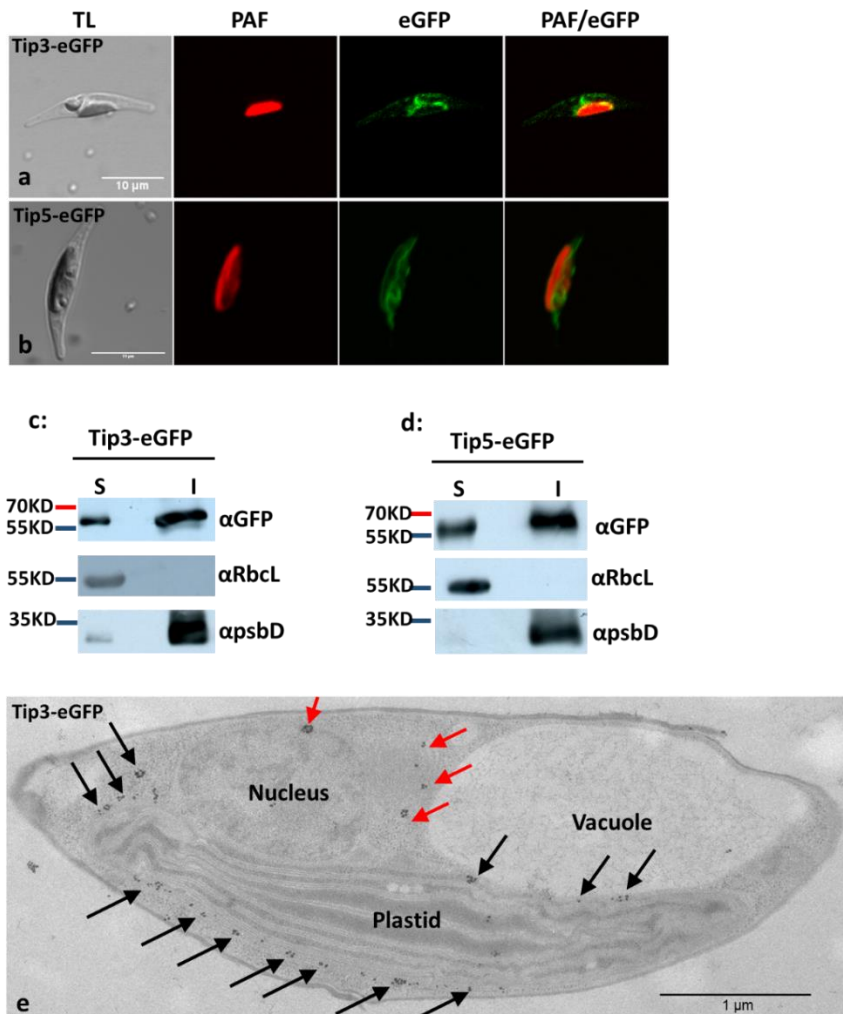 TL PAF eGFP PAF/eGFP
Tip3-eGFP
10 µm
a
Tip5-eGFP
b
c:
Tip3-eGFP
S I
70KD
55KD
αGFP
55KD
αRbcL
35KD
αpsbD
d:
Tip5-eGFP
S I
70KD
55KD
αGFP
55KD
αRbcL
35KD
αpsbD
Tip3-eGFP
Nucleus
Vacuole
Plastid
1 µm
e